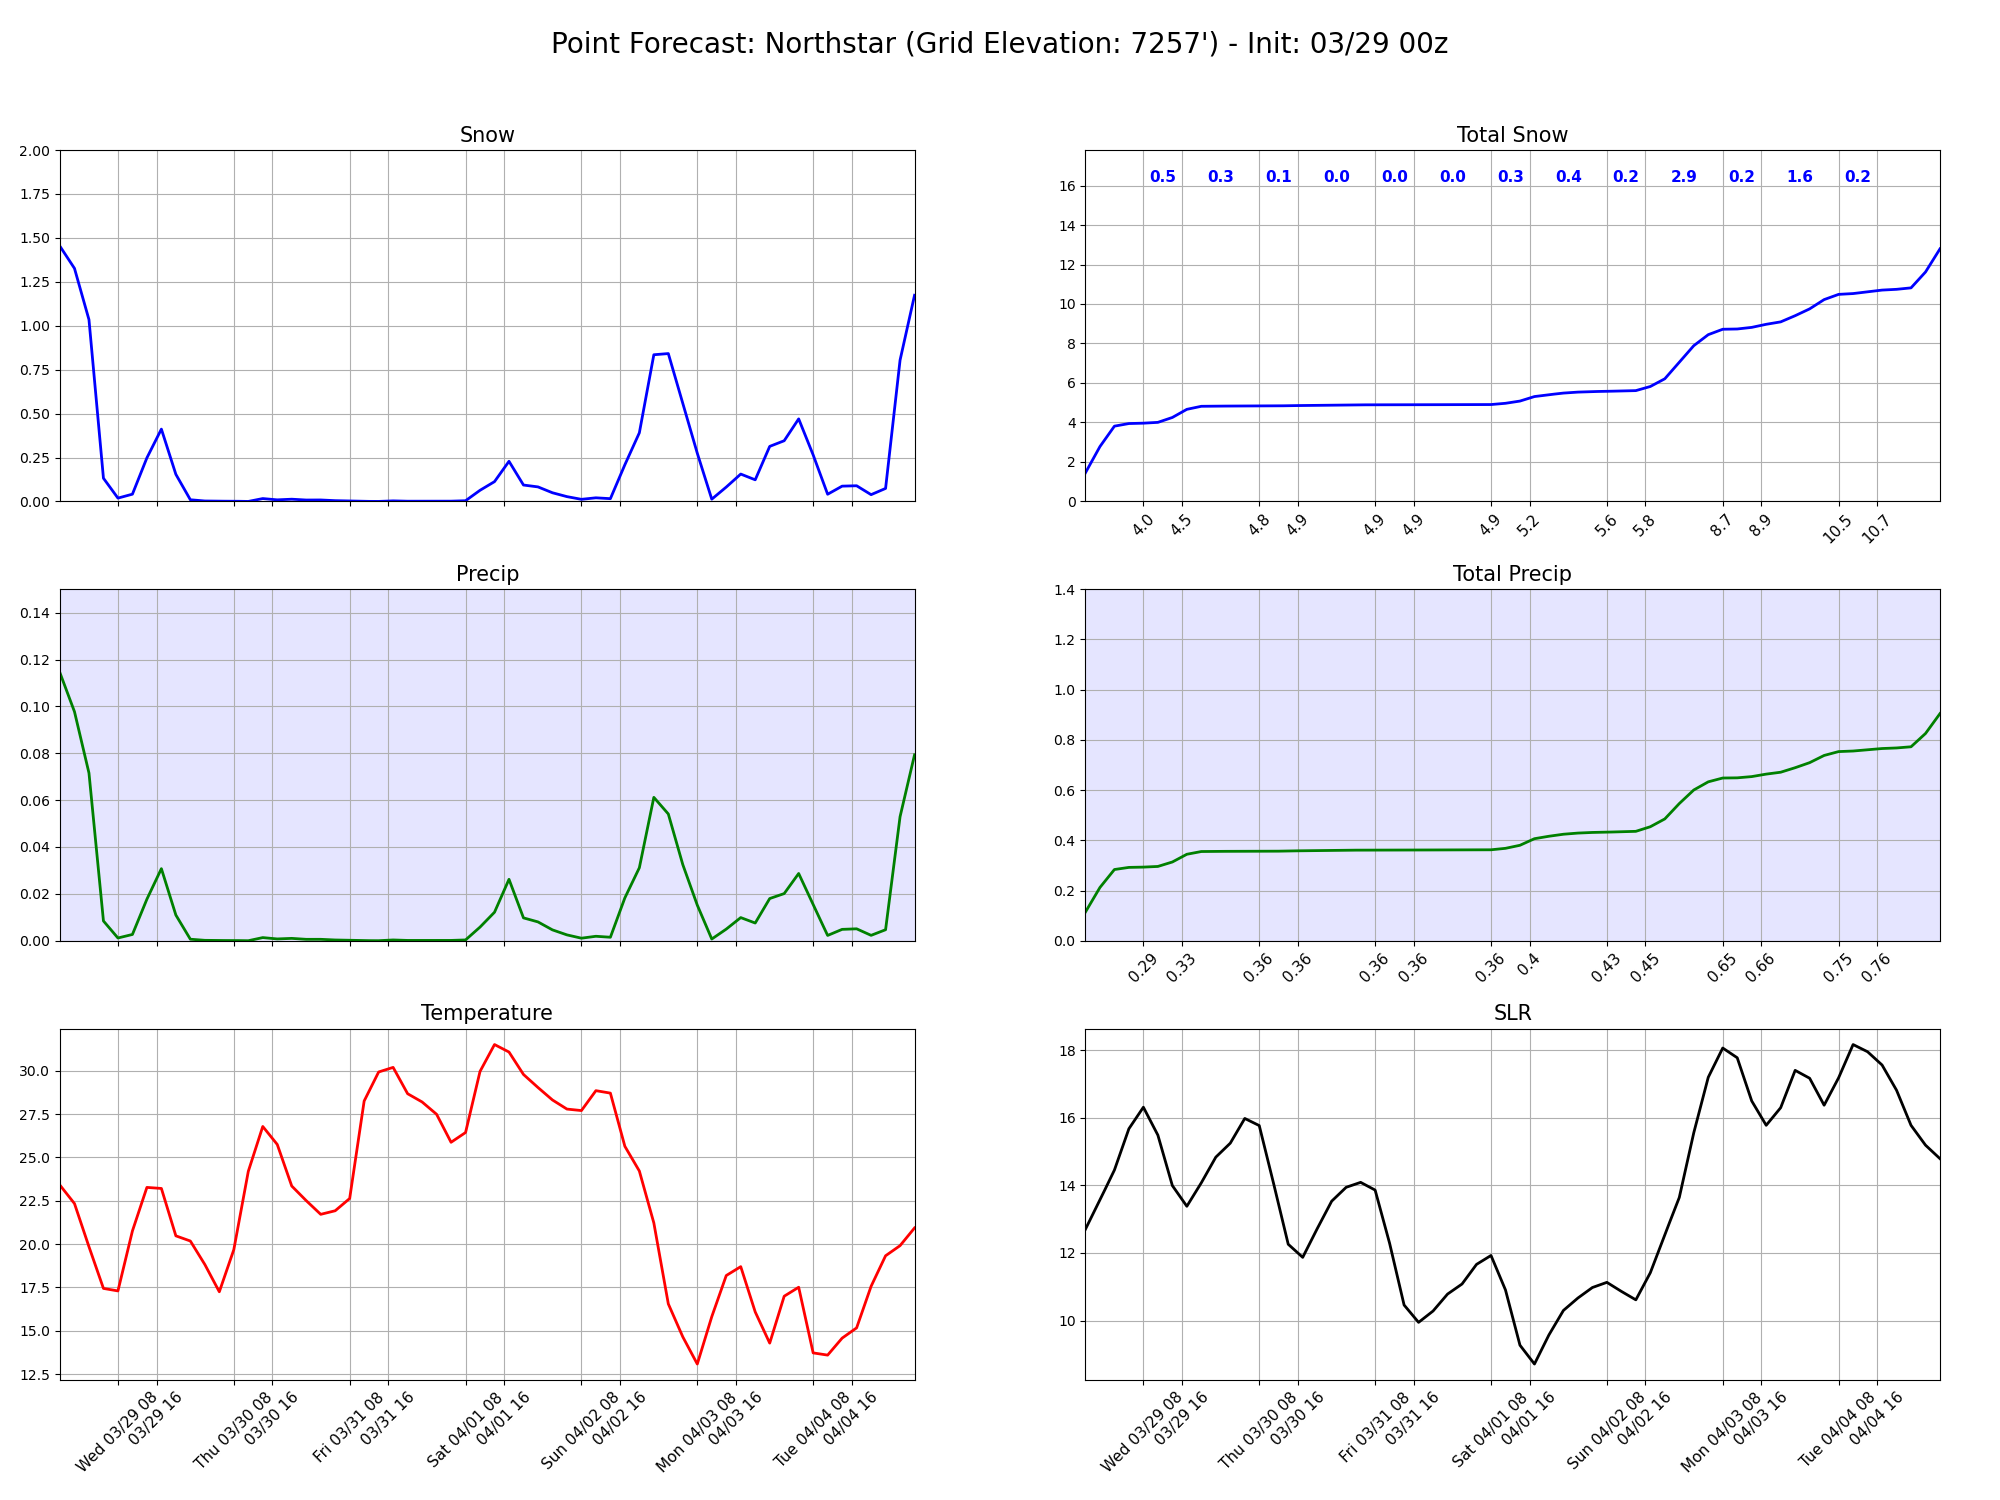 Point Forecast: Northstar (Grid Elevation: 7257') - Init: 03/29 00z
Snow
2.00
1.75
1.50
1.25
1.00
0.75
0.50
0.25
0.00
Total Snow
0.5 0.3 0.1 0.0 0.0 0.0 0.3 0.4 0.2 2.9 0.2 1.6 0.2
16
14
12
10
8
6
4
2
0
4.0 4.5 4.8 4.9 4.9 4.9 4.9 5.2 5.6 5.8 8.7 8.9 10.5 10.7
Precip
0.14
0.12
0.10
0.08
0.06
0.04
0.02
0.00
Total Precip
1.4
1.2
1.0
0.8
0.6
0.4
0.2
0.0
0.29 0.33 0.36 0.36 0.36 0.36 0.36 0.4 0.43 0.45 0.65 0.66 0.75 0.76
Temperature
30.0
27.5
25.0
22.5
20.0
17.5
15.0
12.5
Wed 03/29 08
03/29 16
Thu 03/30 08
03/30 16
Fri 03/31 08
03/31 16
Sat 04/01 08
04/01 16
Sun 04/02 08
04/02 16
Mon 04/03 08
04/03 16
Tue 04/04 08
04/04 16
SLR
18
16
14
12
10
Wed 03/29 08
03/29 16
Thu 03/30 08
03/30 16
Fri 03/31 08
03/31 16
Sat 04/01 08
04/01 16
Sun 04/02 08
04/02 16
Mon 04/03 08
04/03 16
Tue 04/04 08
04/04 16